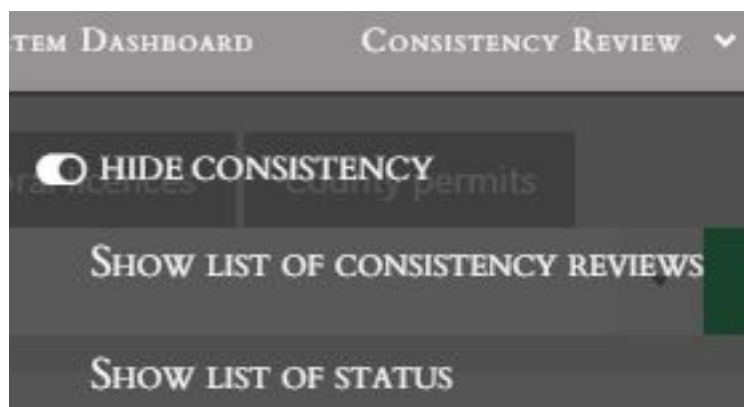 TEM DASHBOARD CONSISTENCY REVIEW
HIDE CONSISTENCY
County permits
SHOW LIST OF CONSISTENCY REVIEWS
SHOW LIST OF STATUS